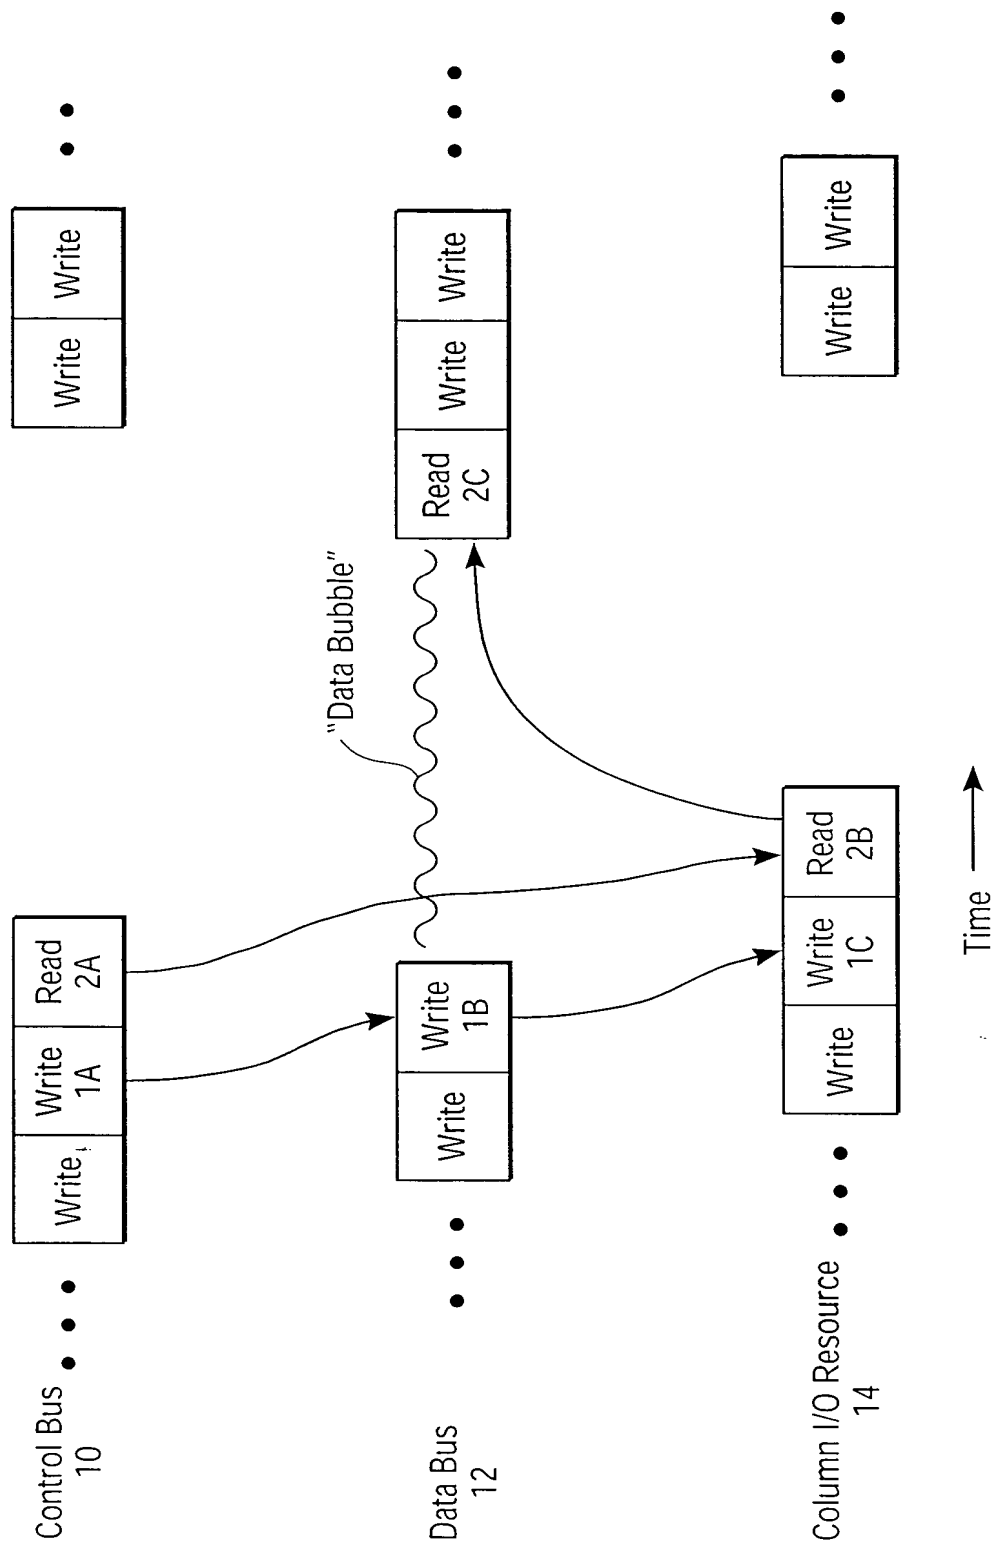 Control Bus
10
Write
Write
1A
Read
2A
Write
Write
"Data Bubble"
Data Bus
12
Write
Write
1B
Read
2C
Write
Write
Column I/O Resource
14
Write
Write
1C
Read
2B
Write
Write
Time